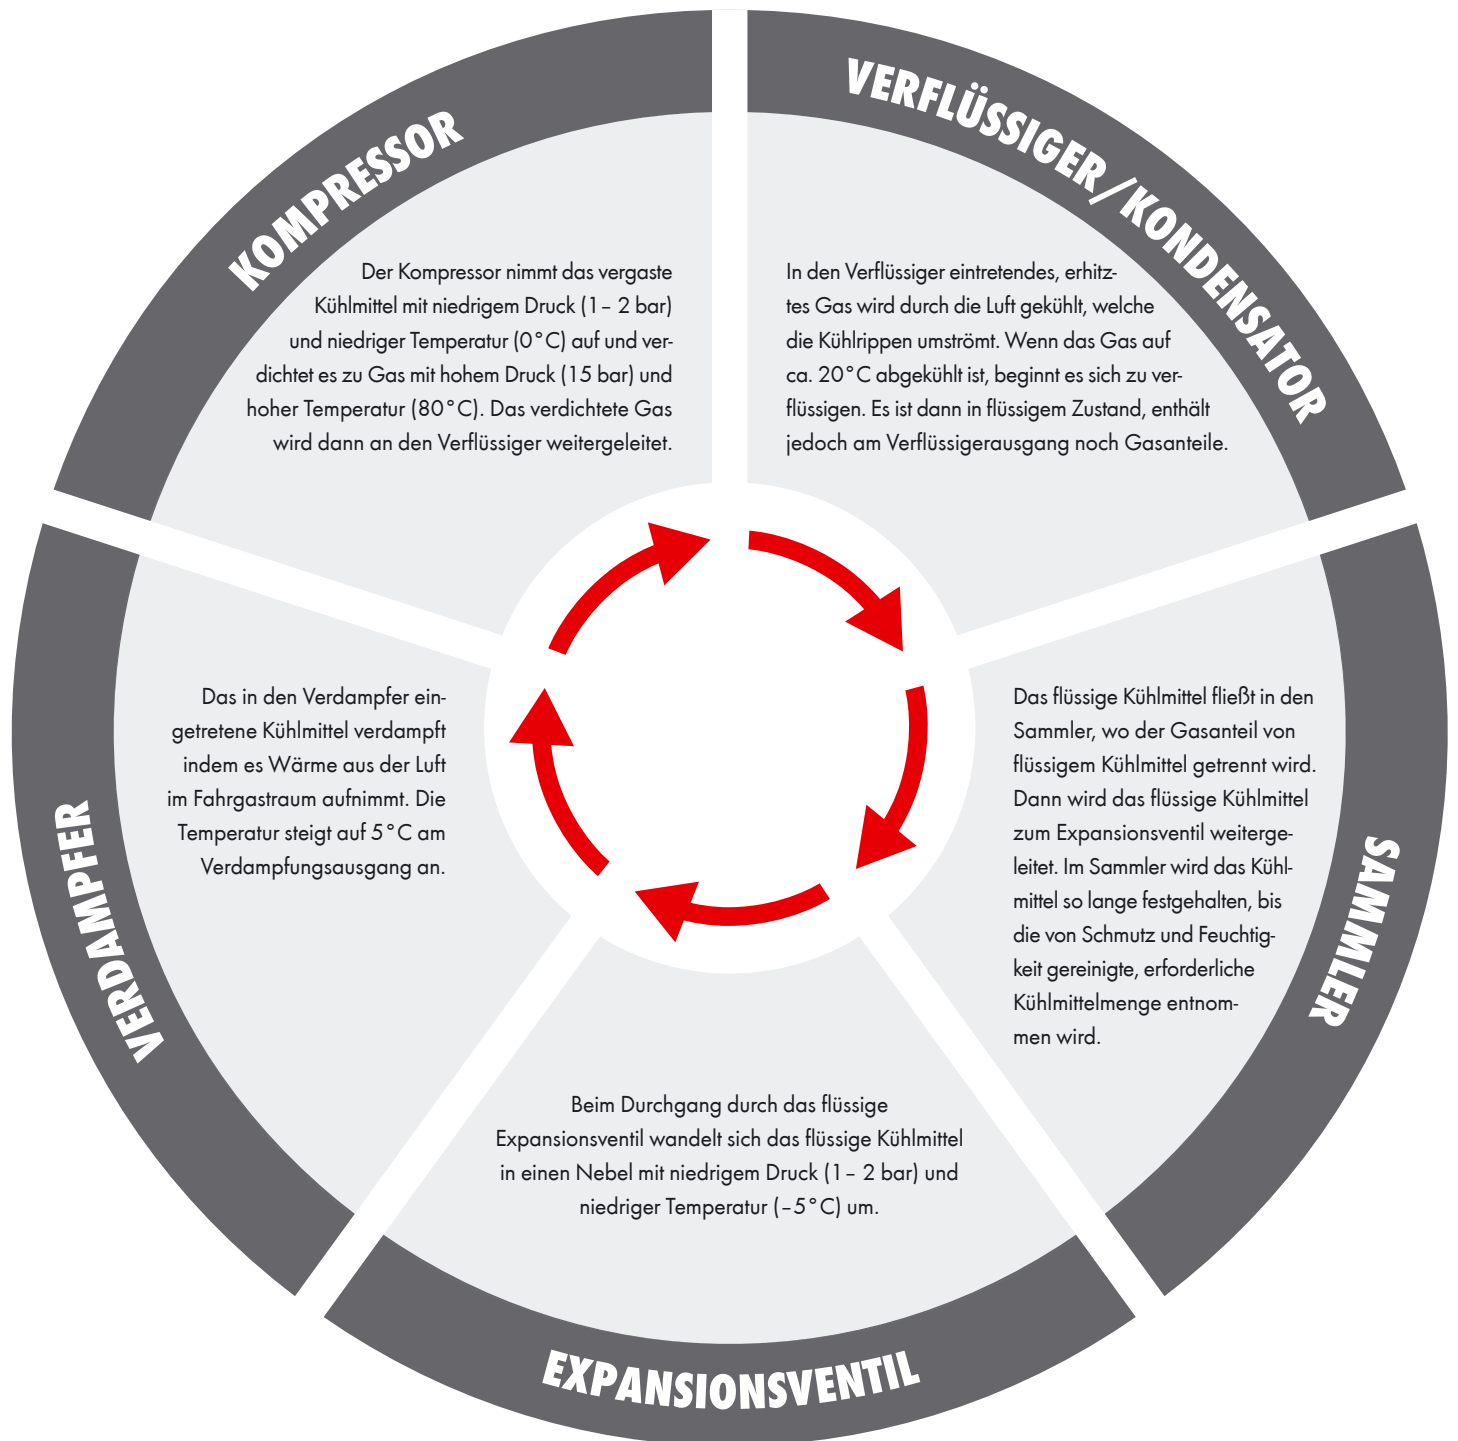 KOMPRESSOR
Der Kompressor nimmt das vergaste
Kühlmittel mit niedrigem Druck (1– 2 bar)
und niedriger Temperatur (0°C) auf und ver-
dichtet es zu Gas mit hohem Druck (15 bar) und
hoher Temperatur (80°C). Das verdichtete Gas
wird dann an den Verflüssiger weitergeleitet.
VERFLÜSSIGER/KONDENSATOR
In den Verflüssiger eintretendes, erhitz-
tes Gas wird durch die Luft gekühlt, welche
die Kühlrippen umströmt. Wenn das Gas auf
ca. 20°C abgekühlt ist, beginnt es sich zu ver-
flüssigen. Es ist dann in flüssigem Zustand, enthält
jedoch am Verflüssigerausgang noch Gasanteile.
SAMMLER
Das flüssige Kühlmittel fließt in den
Sammler, wo der Gasanteil von
flüssigem Kühlmittel getrennt wird.
Dann wird das flüssige Kühlmittel
zum Expansionsventil weiterge-
leitet. Im Sammler wird das Kühl-
mittel so lange festgehalten, bis
die von Schmutz und Feuchtig-
keit gereinigte, erforderliche
Kühlmittelmenge entnom-
men wird.
EXPANSIONSVENTIL
Beim Durchgang durch das flüssige
Expansionsventil wandelt sich das flüssige Kühlmittel
in einen Nebel mit niedrigem Druck (1– 2 bar) und
niedriger Temperatur (–5°C) um.
VERDAMPFER
Das in den Verdampfer ein-
getretene Kühlmittel verdampft
indem es Wärme aus der Luft
im Fahrgastraum aufnimmt. Die
Temperatur steigt auf 5°C am
Verdampfungsausgang an.